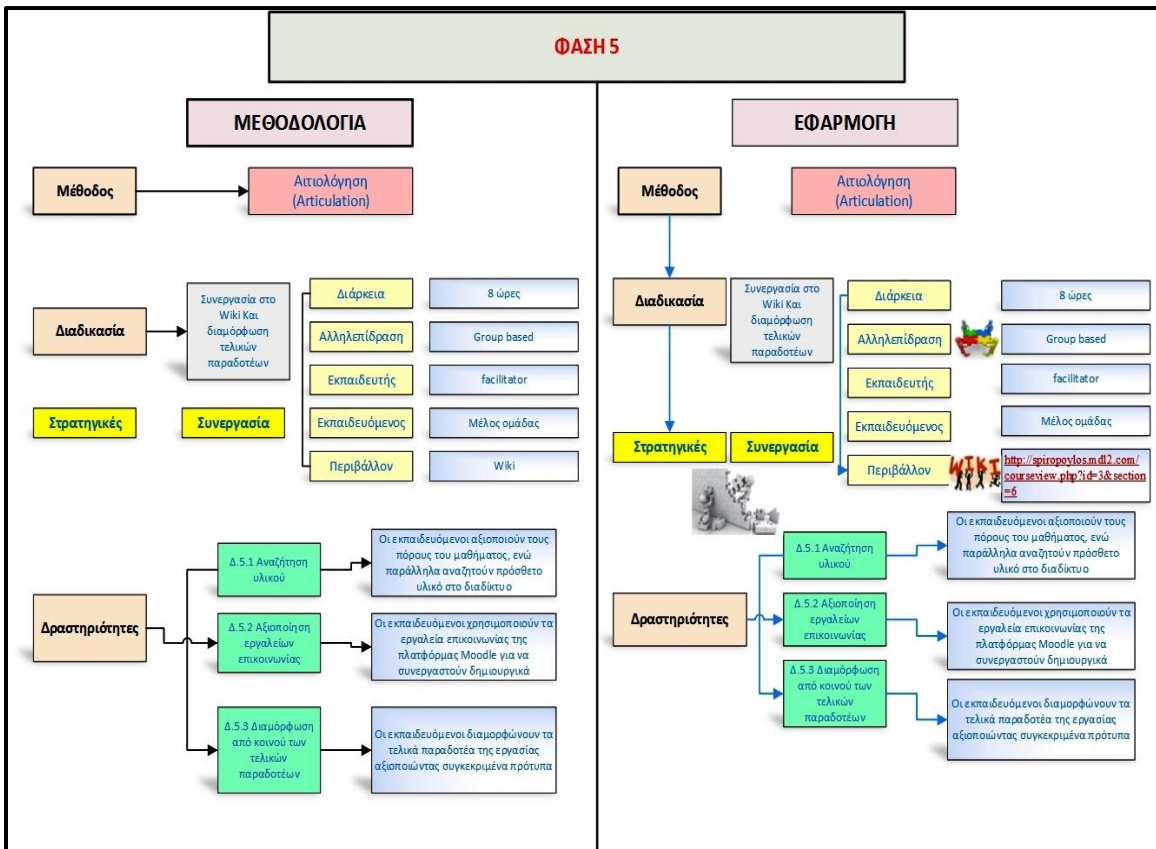 ΦΑΣΗ 5
ΜΕΘΟΔΟΛΟΓΙΑ
Μέθοδος
Αιτιολόγηση
(Articulation)
Διαδικασία
Συνεργασία στο
Wiki Και
διαμόρφωση
τελικών
παραδοτέων
Διάρκεια
8 ώρες
Αλληλεπίδραση
Group based
Εκπαιδευτής
facilitator
Εκπαιδευόμενος
Μέλος ομάδας
Περιβάλλον
Wiki
Στρατηγικές
Συνεργασία
Δραστηριότητες
Δ.5.1 Αναζήτηση
υλικού
Οι εκπαιδευόμενοι αξιοποιούν τους
πόρους του μαθήματος, ενώ
παράλληλα αναζητούν πρόσθετο
υλικό στο διαδίκτυο
Δ.5.2 Αξιοποίηση
εργαλείων
επικοινωνίας
Οι εκπαιδευόμενοι χρησιμοποιούν τα
εργαλεία επικοινωνίας της
πλατφόρμας Moodle για να
συνεργαστούν δημιουργικά
Δ.5.3 Διαμόρφωση
από κοινού των
τελικών
παραδοτέων
Οι εκπαιδευόμενοι διαμορφώνουν τα
τελικά παραδοτέα της εργασίας
αξιοποιώντας συγκεκριμένα πρότυπα
ΕΦΑΡΜΟΓΗ
Μέθοδος
Αιτιολόγηση
(Articulation)
Διαδικασία
Συνεργασία στο
Wiki Και
διαμόρφωση
τελικών
παραδοτέων
Διάρκεια
8 ώρες
Αλληλεπίδραση
Group based
Εκπαιδευτής
facilitator
Εκπαιδευόμενος
Μέλος ομάδας
Περιβάλλον
WIKI
http://spiropoylos.mdl2.com/
courseview.php?id=3&section
=6
Στρατηγικές
Συνεργασία
Δραστηριότητες
Δ.5.1 Αναζήτηση
υλικού
Οι εκπαιδευόμενοι αξιοποιούν τους
πόρους του μαθήματος, ενώ
παράλληλα αναζητούν πρόσθετο
υλικό στο διαδίκτυο
Δ.5.2 Αξιοποίηση
εργαλείων
επικοινωνίας
Οι εκπαιδευόμενοι χρησιμοποιούν τα
εργαλεία επικοινωνίας της
πλατφόρμας Moodle για να
συνεργαστούν δημιουργικά
Δ.5.3 Διαμόρφωση
από κοινού των
τελικών
παραδοτέων
Οι εκπαιδευόμενοι διαμορφώνουν τα
τελικά παραδοτέα της εργασίας
αξιοποιώντας συγκεκριμένα πρότυπα